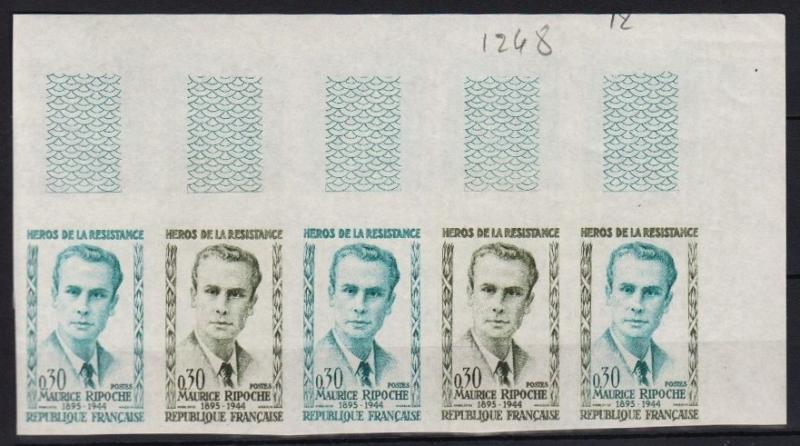 1248
12
HEROS DE LA RESISTANCE HEROS DE LA RESISTANCE HEROS DE LA RESISTANCE HEROS DE LA RESISTANCE HEROS DE LA RESISTANCE
0,30 POSTES 0,30 POSTES 0,30 POSTES 0,30 POSTES 0,30 POSTES
MAURICE RIPOCHE MAURICE RIPOCHE MAURICE RIPOCHE MAURICE RIPOCHE MAURICE RIPOCHE
1895-1944 1895-1944 1895-1944 1895-1944 1895-1944
REPUBLIQUE FRANÇAISE REPUBLIQUE FRANÇAISE REPUBLIQUE FRANÇAISE REPUBLIQUE FRANÇAISE REPUBLIQUE FRANÇAISE